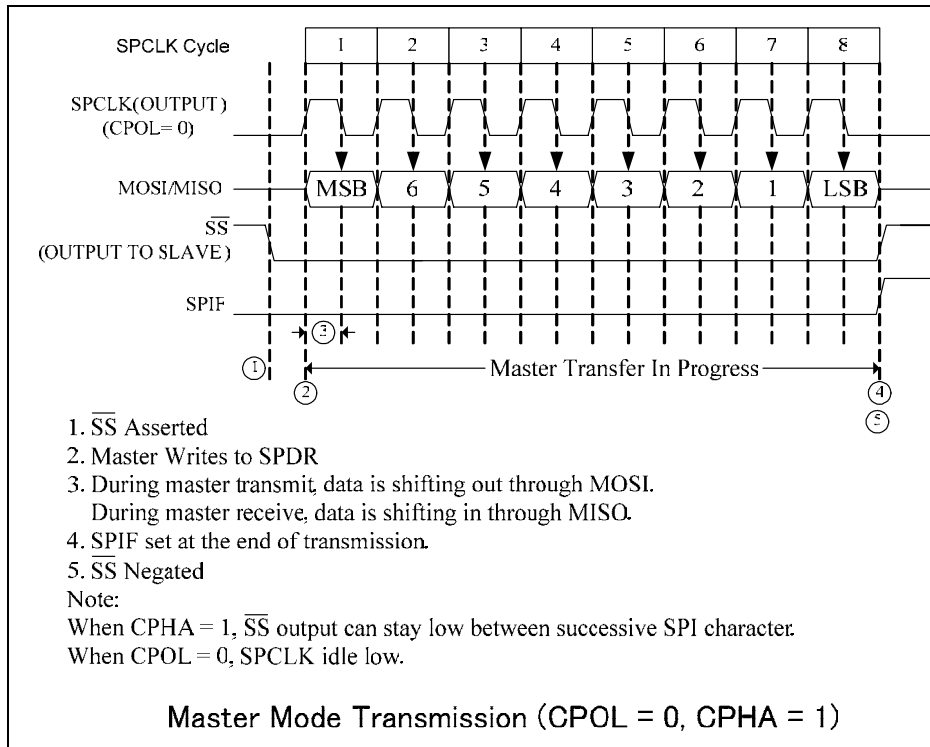 SPCLK Cycle 1 2 3 4 5 6 7 8
SPCLK(OUTPUT)
(CPOL= 0)
MOSI/MISO MSB 6 5 4 3 2 1 LSB
SS
(OUTPUT TO SLAVE)
SPIF
3
1 Master Transfer In Progress
2 4
5
1. SS Asserted
2. Master Writes to SPDR
3. During master transmit, data is shifting out through MOSI.
During master receive, data is shifting in through MISO.
4. SPIF set at the end of transmission.
5. SS Negated
Note:
When CPHA = 1, SS output can stay low between successive SPI character.
When CPOL = 0, SPCLK idle low.
Master Mode Transmission (CPOL = 0, CPHA = 1)